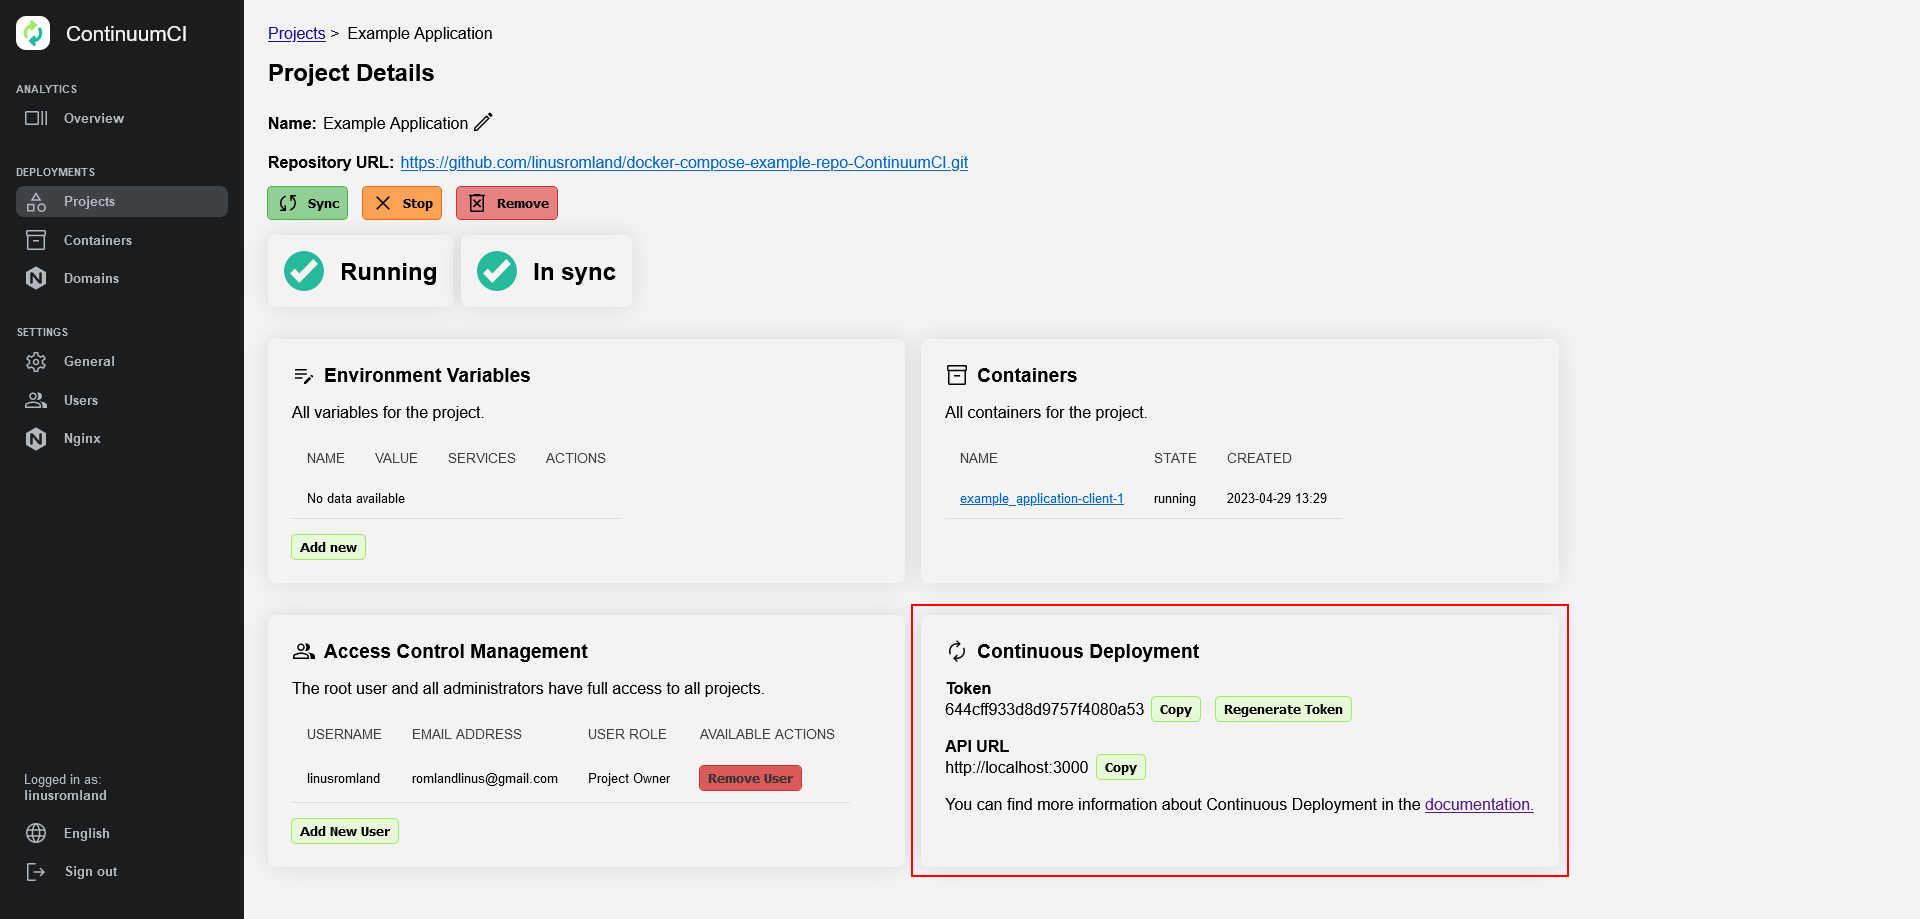 ContinuumCI
ANALYTICS
Overview
DEPLOYMENTS
Projects
Containers
Domains
SETTINGS
General
Users
Nginx
Logged in as:
linusromland
English
Sign out
Projects > Example Application
Project Details
Name: Example Application
Repository URL: https://github.com/linusromland/docker-compose-example-repo-ContinuumCI.git
Sync Stop Remove
Running In sync
Environment Variables
All variables for the project.
NAME VALUE SERVICES ACTIONS
No data available
Add new
Containers
All containers for the project.
NAME STATE CREATED
example_application-client-1 running 2023-04-29 13:29
Access Control Management
The root user and all administrators have full access to all projects.
USERNAME EMAIL ADDRESS USER ROLE AVAILABLE ACTIONS
linusromland romlandlinus@gmail.com Project Owner Remove User
Add New User
Continuous Deployment
Token
644cff933d8d9757f4080a53 Copy Regenerate Token
API URL
http://localhost:3000 Copy
You can find more information about Continuous Deployment in the documentation.